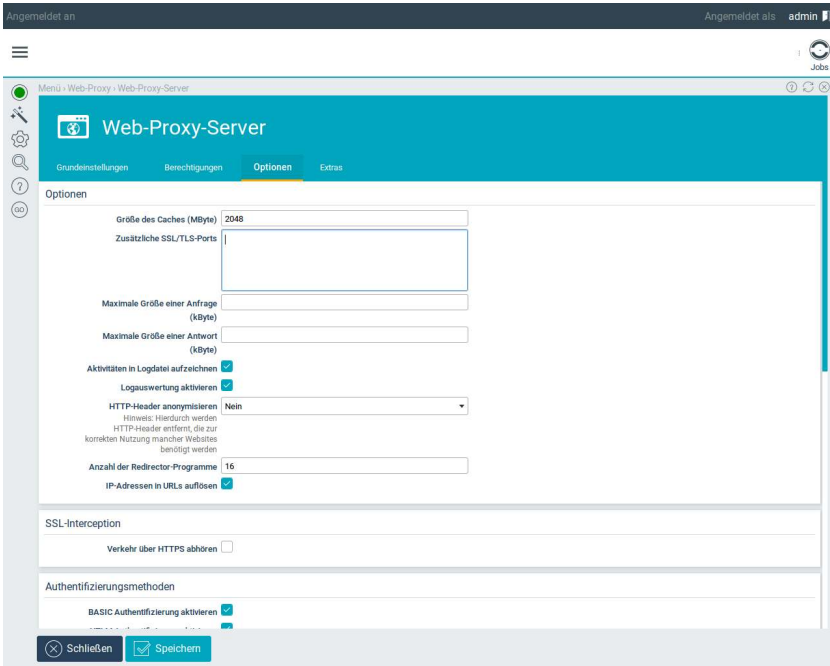 Angemeldet an
Angemeldet als admin
Jobs
Menü › Web-Proxy › Web-Proxy-Server
Web-Proxy-Server
Grundeinstellungen Berechtigungen Optionen Extras
GO
Optionen
Größe des Caches (MByte) 2048
Zusätzliche SSL/TLS-Ports
Maximale Größe einer Anfrage
(kByte)
Maximale Größe einer Antwort
(kByte)
Aktivitäten in Logdatei aufzeichnen
Logauswertung aktivieren
HTTP-Header anonymisieren Nein
Hinweis: Hierdurch werden
HTTP-Header entfernt, die zur
korrekten Nutzung mancher Websites
benötigt werden
Anzahl der Redirector-Programme 16
IP-Adressen in URLs auflösen
SSL-Interception
Verkehr über HTTPS abhören
Authentifizierungsmethoden
BASIC Authentifizierung aktivieren
Schließen Speichern